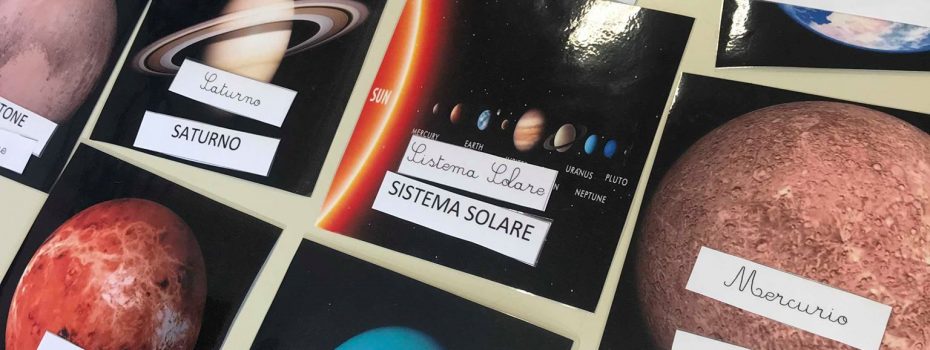 TONE
Saturno
SATURNO
SUN
MERCURY
EARTH
URANUS
PLUTO
NEPTUNE
Sistema Solare
SISTEMA SOLARE
Mercurio